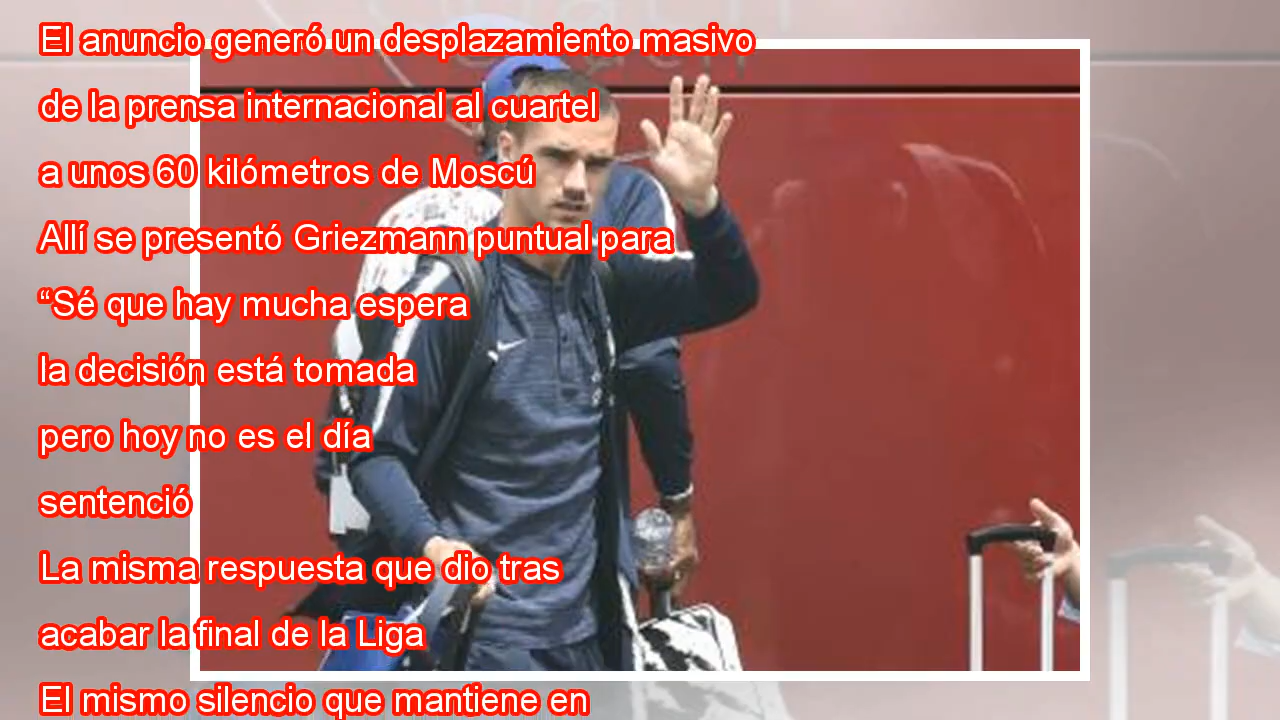 El anuncio generó un desplazamiento masivo
de la prensa internacional al cuartel
a unos 60 kilómetros de Moscú
Allí se presentó Griezmann puntual para
“Sé que hay mucha espera
la decisión está tomada
pero hoy no es el día
sentenció
La misma respuesta que dio tras
acabar la final de la Liga
El mismo silencio que mantiene en